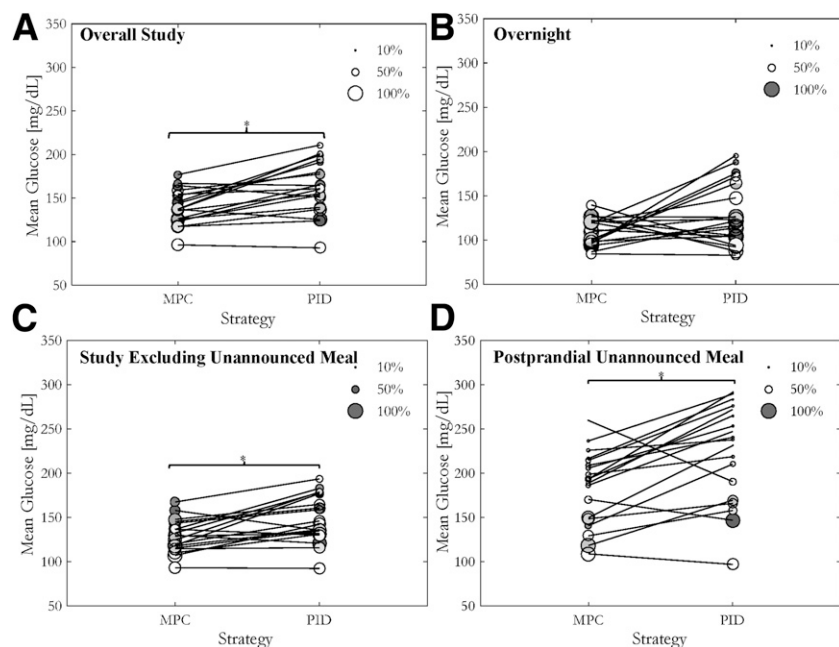 A
Overall Study
10%
50%
100%
*
350
300
250
200
150
100
50
Mean Glucose [mg/dL]
MPC
PID
Strategy
B
Overnight
10%
50%
100%
350
300
250
200
150
100
50
Mean Glucose [mg/dL]
MPC
PID
Strategy
C
Study Excluding Unannounced Meal
10%
50%
100%
*
350
300
250
200
150
100
50
Mean Glucose [mg/dL]
MPC
PID
Strategy
D
Postprandial Unannounced Meal
10%
50%
100%
*
350
300
250
200
150
100
50
Mean Glucose [mg/dL]
MPC
PID
Strategy